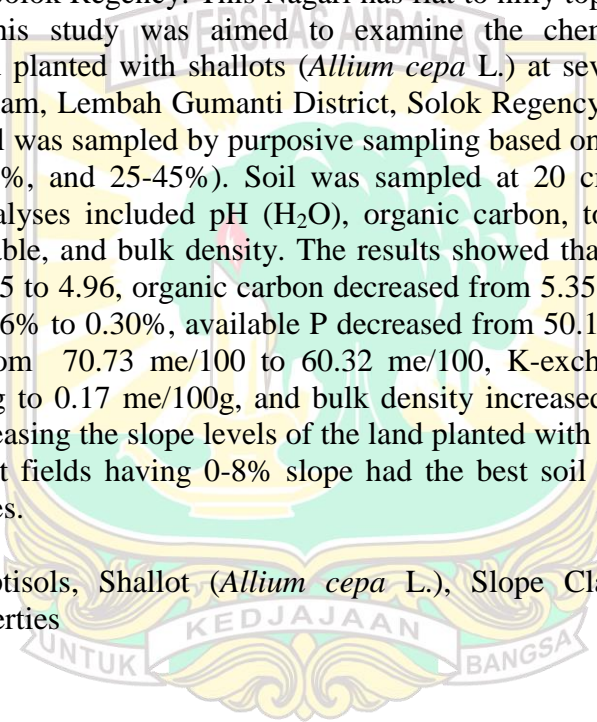 Solok Regency. This Nagari has flat to hilly top
his study was aimed to examine the chem
planted with shallots (Allium cepa L.) at sev
am, Lembah Gumanti District, Solok Regency
l was sampled by purposive sampling based on
%, and 25-45%). Soil was sampled at 20 cr
alyses included pH (H₂O), organic carbon, to
ble, and bulk density. The results showed tha
5 to 4.96, organic carbon decreased from 5.35
6% to 0.30%, available P decreased from 50.1
om 70.73 me/100 to 60.32 me/100, K-exch
g to 0.17 me/100g, and bulk density increased
easing the slope levels of the land planted with
t fields having 0-8% slope had the best soil
es.
otisols, Shallot (Allium cepa L.), Slope Cla
erties
UNIVERSITAS ANDALAS
UNTUK KEDJAJAAN BANGSA